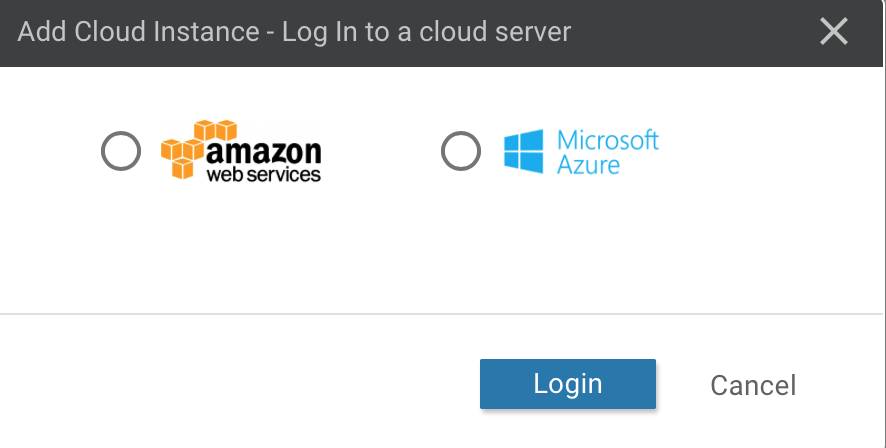 Add Cloud Instance - Log In to a cloud server
amazon
web services
Microsoft
Azure
Login
Cancel